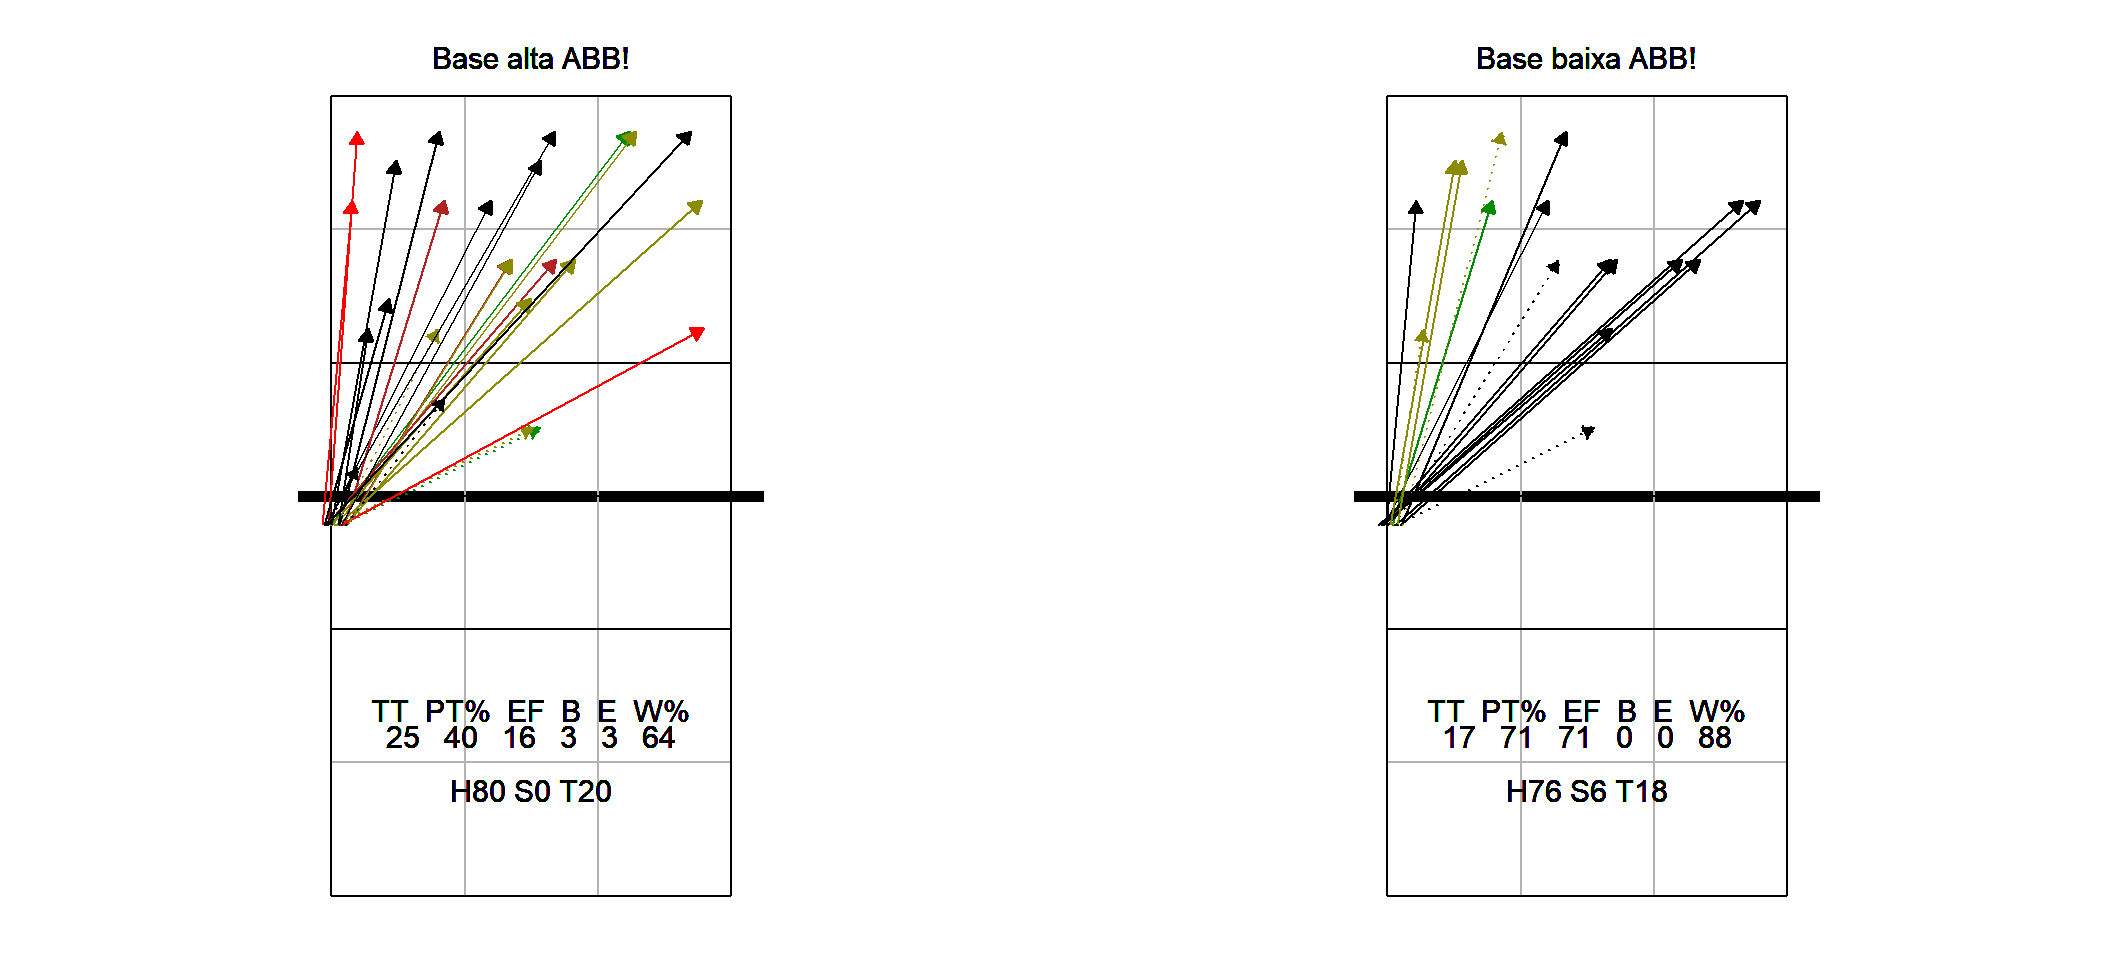 Base alta ABB!
TT PT% EF B E W%
25 40 16 3 3 64
H80 S0 T20
Base baixa ABB!
TT PT% EF B E W%
17 71 71 0 0 88
H76 S6 T18